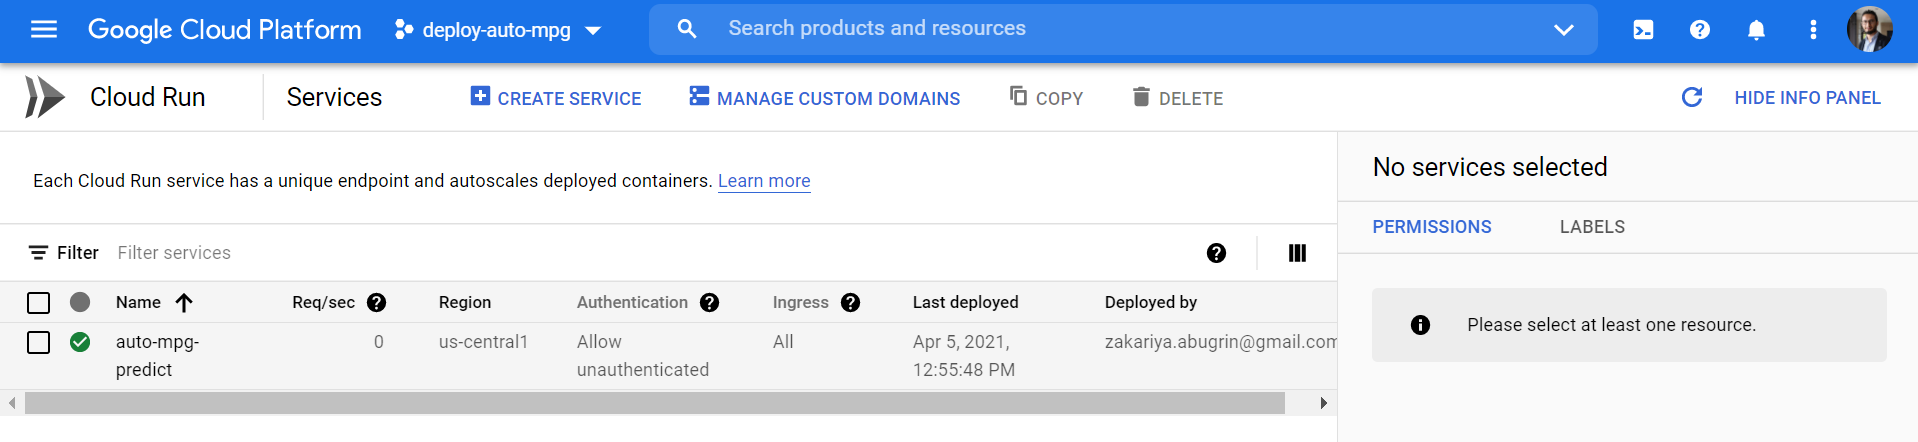 Google Cloud Platform deploy-auto-mpg Search products and resources
Cloud Run Services CREATE SERVICE MANAGE CUSTOM DOMAINS COPY DELETE HIDE INFO PANEL
Each Cloud Run service has a unique endpoint and autoscales deployed containers. Learn more
No services selected
PERMISSIONS LABELS
Please select at least one resource.
Filter Filter services
Name Req/sec Region Authentication Ingress Last deployed Deployed by
auto-mpg- 0 us-central1 Allow All Apr 5, 2021, zakariya.abugrin@gmail.com
predict unauthenticated 12:55:48 PM